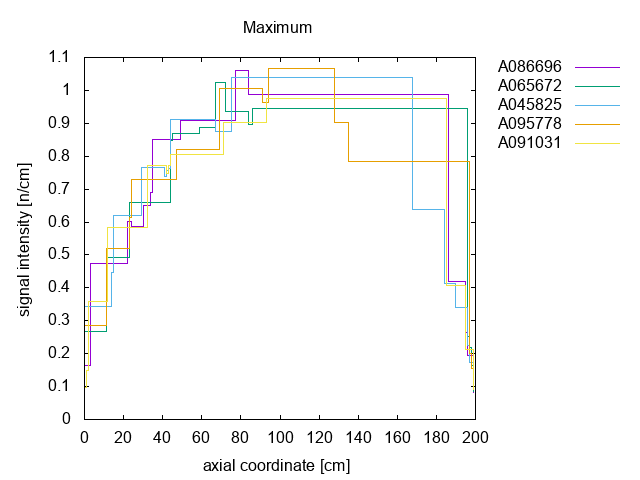 Maximum
signal intensity [n/cm]
1.1
1
0.9
0.8
0.7
0.6
0.5
0.4
0.3
0.2
0.1
0
0 20 40 60 80 100 120 140 160 180 200
axial coordinate [cm]
A086696
A065672
A045825
A095778
A091031